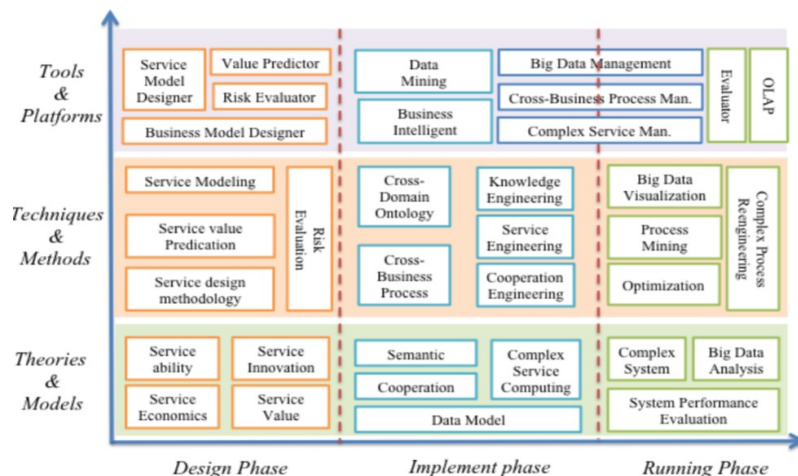 Tools
&
Platforms
Service
Model
Designer
Value Predictor
Risk Evaluator
Business Model Designer
Data
Mining
Business
Intelligent
Big Data Management
Cross-Business Process Man.
Complex Service Man.
Evaluator
OLAP
Techniques
&
Methods
Service Modeling
Service value
Predication
Service design
methodology
Risk
Evaluation
Cross-
Domain
Ontology
Cross-
Business
Process
Knowledge
Engineering
Service
Engineering
Cooperation
Engineering
Big Data
Visualization
Process
Mining
Optimization
Complex Process
Reengineering
Theories
&
Models
Service
ability
Service
Innovation
Service
Economics
Service
Value
Semantic
Cooperation
Complex
Service
Computing
Data Model
Complex
System
Big Data
Analysis
System Performance
Evaluation
Design Phase
Implement phase
Running Phase